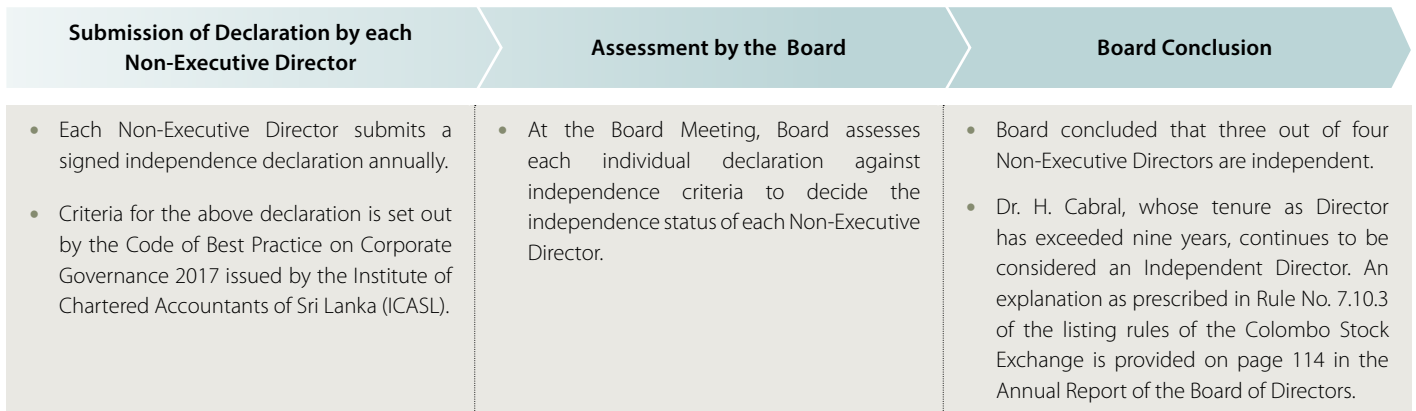 Submission of Declaration by each
Non-Executive Director
Assessment by the Board
Board Conclusion
• Each Non-Executive Director submits a
signed independence declaration annually.
• Criteria for the above declaration is set out
by the Code of Best Practice on Corporate
Governance 2017 issued by the Institute of
Chartered Accountants of Sri Lanka (ICASL).
• At the Board Meeting, Board assesses
each individual declaration against
independence criteria to decide the
independence status of each Non-Executive
Director.
• Board concluded that three out of four
Non-Executive Directors are independent.
• Dr. H. Cabral, whose tenure as Director
has exceeded nine years, continues to be
considered an Independent Director. An
explanation as prescribed in Rule No. 7.10.3
of the listing rules of the Colombo Stock
Exchange is provided on page 114 in the
Annual Report of the Board of Directors.